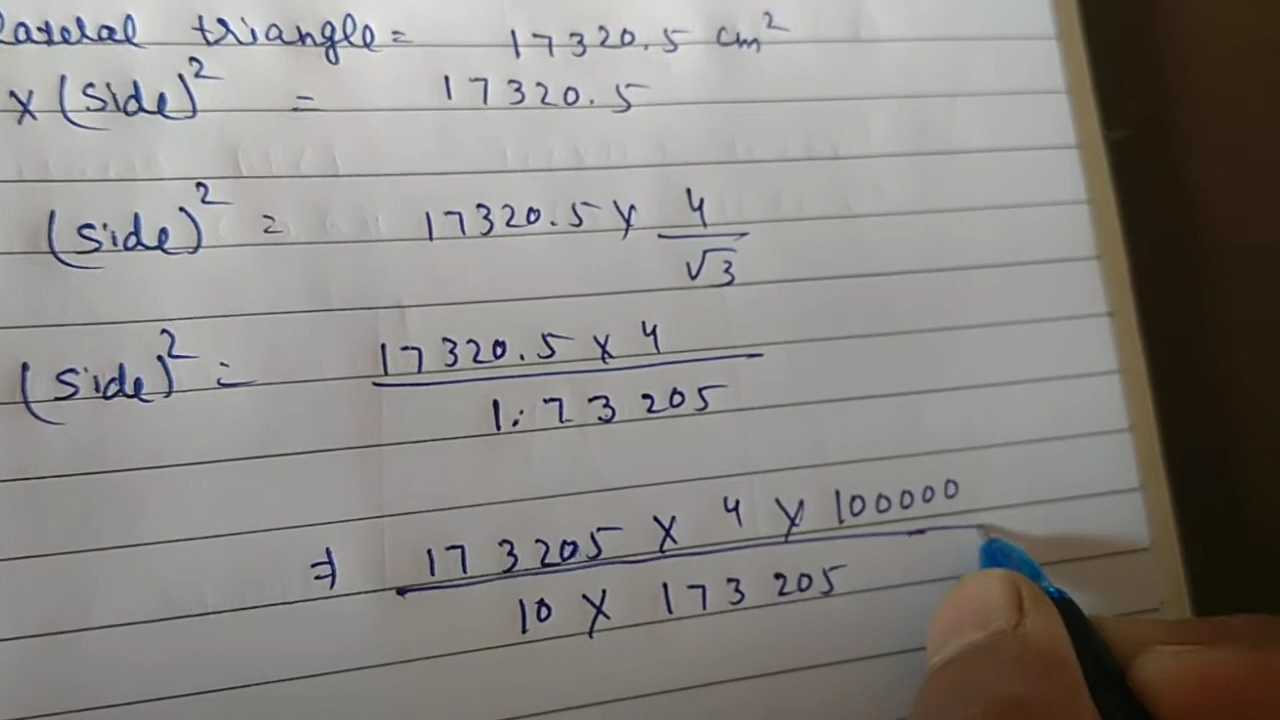 triangle = 17320.5 cm²
x (side)² = 17320.5
(side)² = 17320.5 x 4/√3
(side)² = 17320.5 x 4 / 1.73205
⇒ 173205 x 4 x 100000 / 10 x 173205